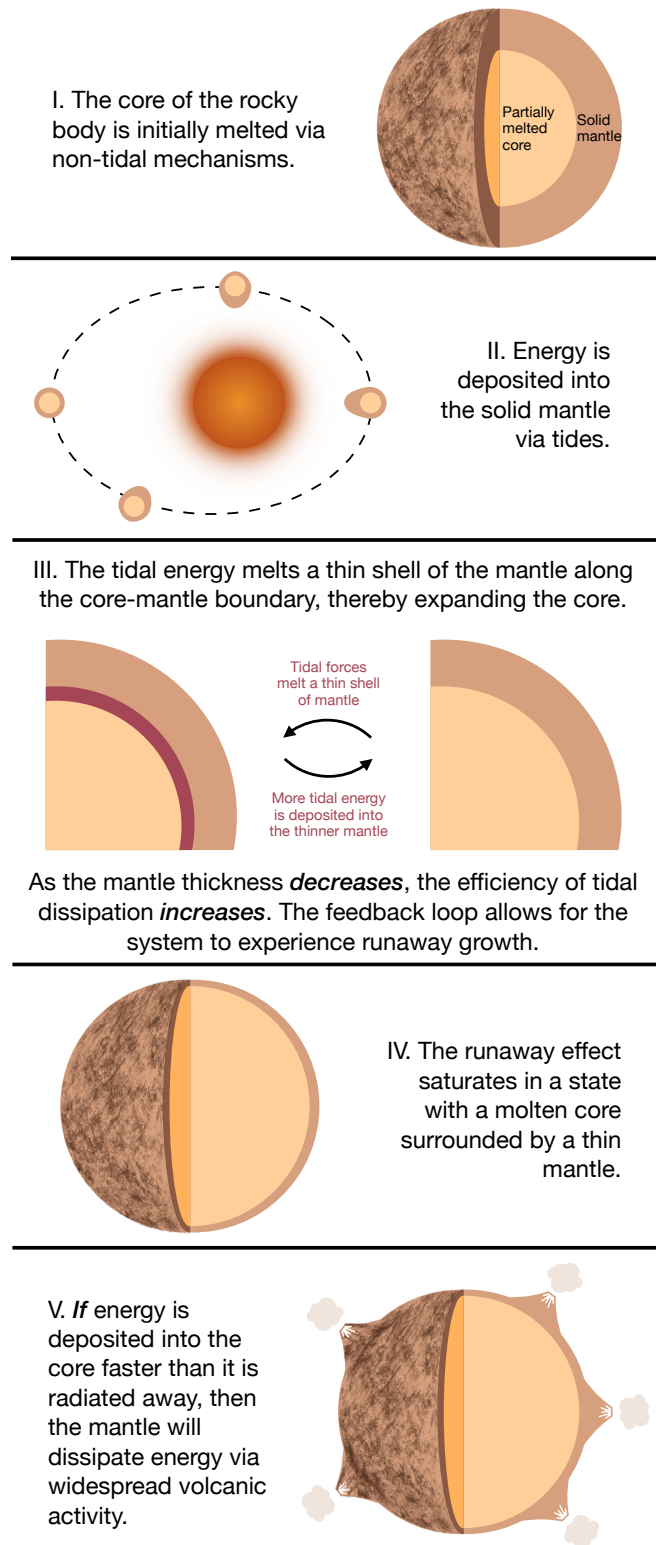 I. The core of the rocky
body is initially melted via
non-tidal mechanisms.
Partially
melted
core
Solid
mantle
II. Energy is
deposited into
the solid mantle
via tides.
III. The tidal energy melts a thin shell of the mantle along
the core-mantle boundary, thereby expanding the core.
Tidal forces
melt a thin shell
of mantle
More tidal energy
is deposited into
the thinner mantle
As the mantle thickness decreases, the efficiency of tidal
dissipation increases. The feedback loop allows for the
system to experience runaway growth.
IV. The runaway effect
saturates in a state
with a molten core
surrounded by a thin
mantle.
V. If energy is
deposited into the
core faster than it is
radiated away, then
the mantle will
dissipate energy via
widespread volcanic
activity.